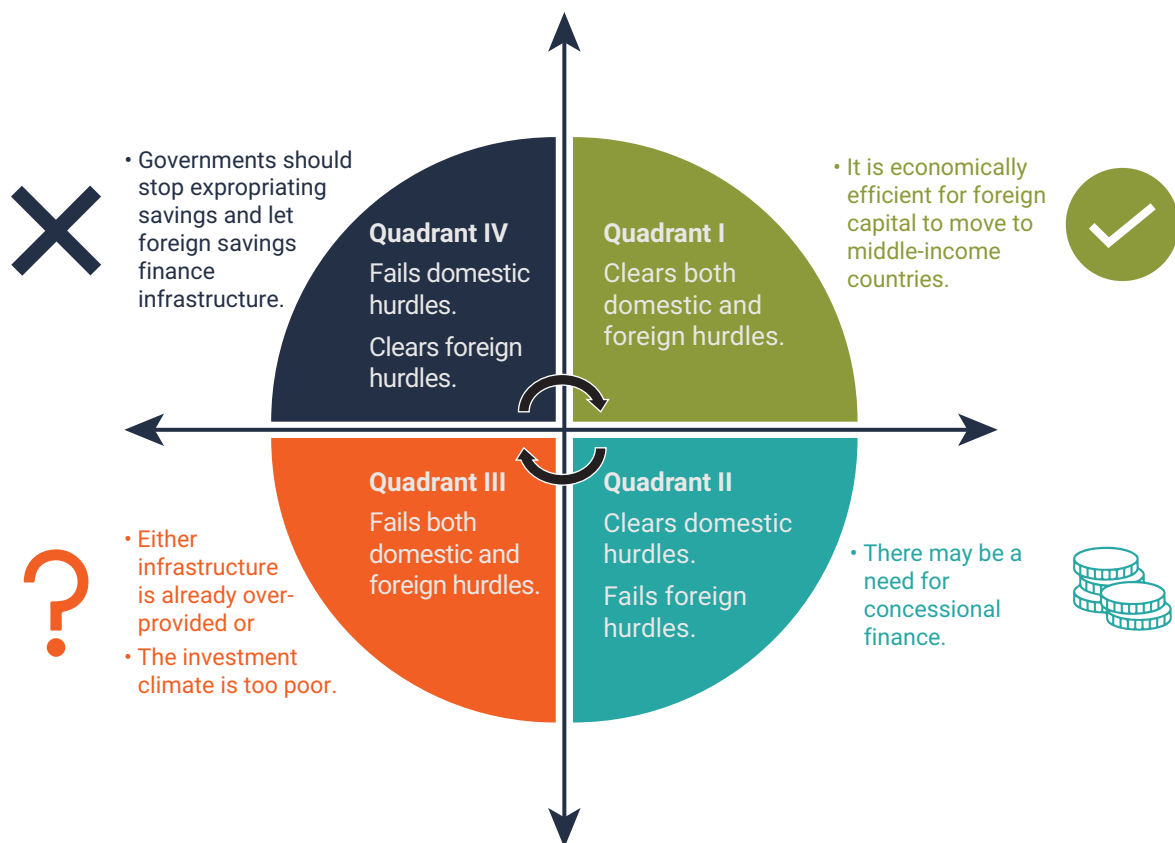 • Governments should
stop expropriating
savings and let
foreign savings
finance
infrastructure.
Quadrant IV
Fails domestic
hurdles.
Clears foreign
hurdles.
Quadrant I
Clears both
domestic and
foreign hurdles.
• It is economically
efficient for foreign
capital to move to
middle-income
countries.
• Either
infrastructure
is already over-
provided or
• The investment
climate is too poor.
Quadrant III
Fails both
domestic and
foreign hurdles.
Quadrant II
Clears domestic
hurdles.
Fails foreign
hurdles.
• There may be a
need for
concessional
finance.